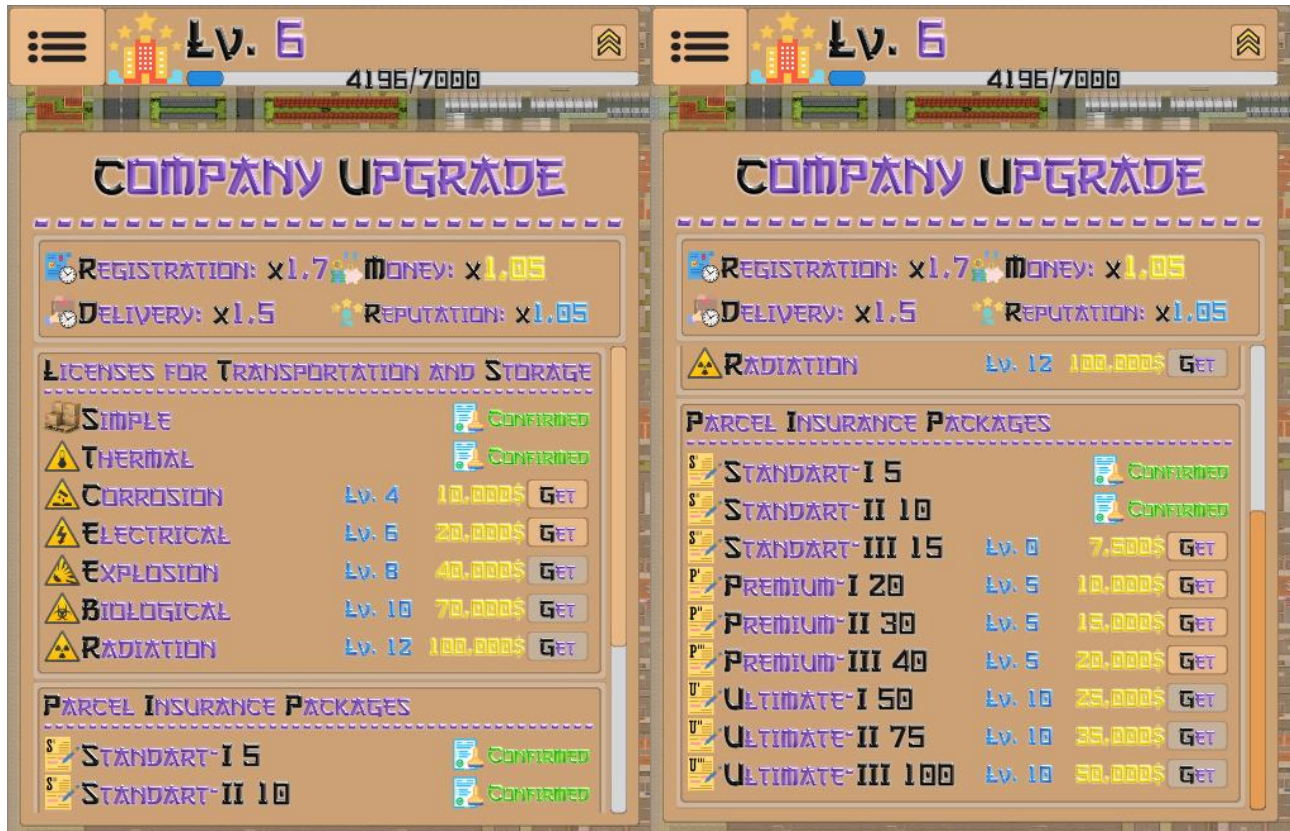 Lv. 6
4196/7000
Company Upgrade
Registration: x1,7 Money: x1,05
Delivery: x1,5 Reputation: x1,05
Licenses for Transportation and Storage
Simple Confirmed
Thermal Confirmed
Corrosion Lv. 4 10,000$ Get
Electrical Lv. 6 20,000$ Get
Explosion Lv. 8 40,000$ Get
Biological Lv. 10 70,000$ Get
Radiation Lv. 12 100,000$ Get
Parcel Insurance Packages
S' Standart-I 5 Confirmed
S'' Standart-II 10 Confirmed
Lv. 6
4196/7000
Company Upgrade
Registration: x1,7 Money: x1,05
Delivery: x1,5 Reputation: x1,05
Radiation Lv. 12 100,000$ Get
Parcel Insurance Packages
S' Standart-I 5 Confirmed
S'' Standart-II 10 Confirmed
S''' Standart-III 15 Lv. 0 7,500$ Get
P' Premium-I 20 Lv. 5 10,000$ Get
P'' Premium-II 30 Lv. 5 15,000$ Get
P''' Premium-III 40 Lv. 5 20,000$ Get
U' Ultimate-I 50 Lv. 10 25,000$ Get
U'' Ultimate-II 75 Lv. 10 35,000$ Get
U''' Ultimate-III 100 Lv. 10 50,000$ Get